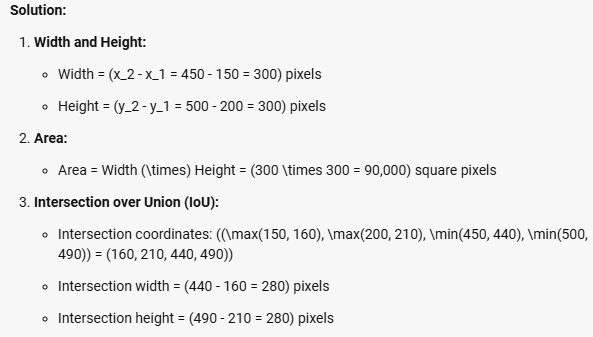 Solution:
1. Width and Height:
○ Width = (x_2 - x_1 = 450 - 150 = 300) pixels
○ Height = (y_2 - y_1 = 500 - 200 = 300) pixels
2. Area:
○ Area = Width (\times) Height = (300 \times 300 = 90,000) square pixels
3. Intersection over Union (IoU):
○ Intersection coordinates: ((\max(150, 160), \max(200, 210), \min(450, 440), \min(500,
490)) = (160, 210, 440, 490))
○ Intersection width = (440 - 160 = 280) pixels
○ Intersection height = (490 - 210 = 280) pixels